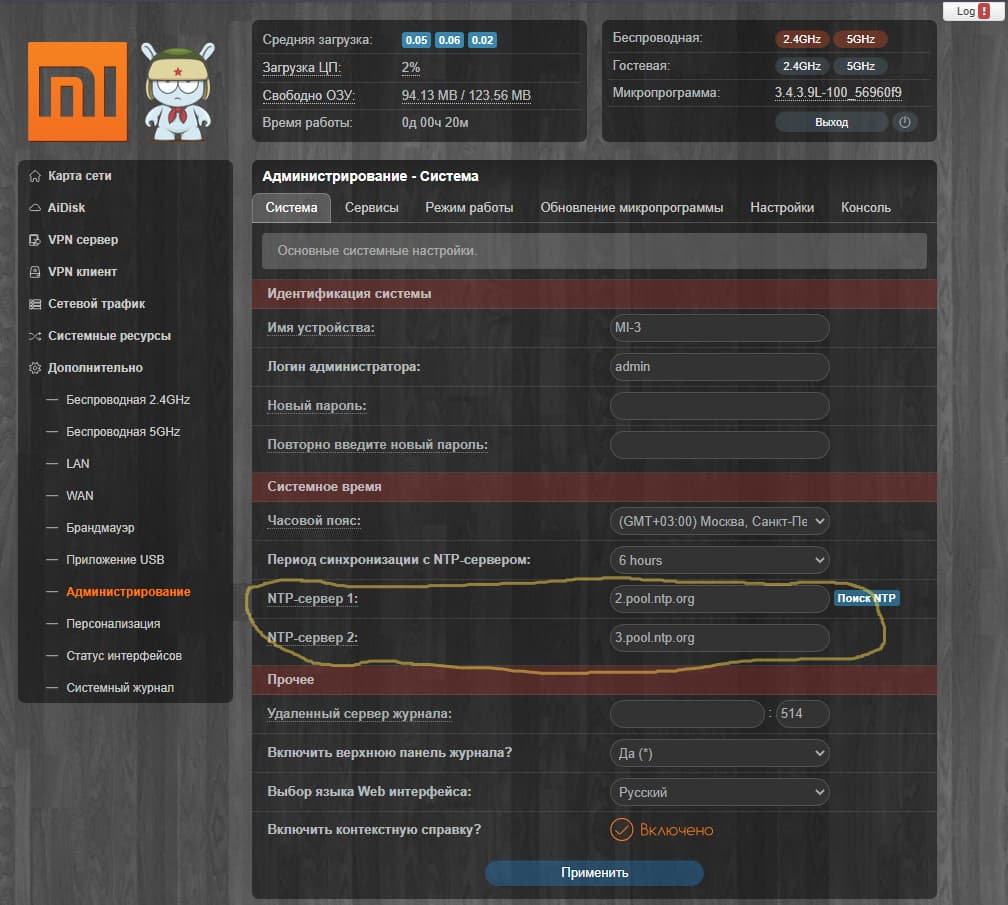 Log !
mi
Средняя загрузка: 0.05 0.06 0.02
Загрузка ЦП: 2%
Свободно ОЗУ: 94.13 MB / 123.56 MB
Время работы: 0д 00ч 20м
Беспроводная: 2.4GHz 5GHz
Гостевая: 2.4GHz 5GHz
Микропрограмма: 3.4.3.9L-100_56960f9
Выход
Карта сети
AiDisk
VPN сервер
VPN клиент
Сетевой трафик
Системные ресурсы
Дополнительно
Беспроводная 2.4GHz
Беспроводная 5GHz
LAN
WAN
Брандмауэр
Приложение USB
Администрирование
Персонализация
Статус интерфейсов
Системный журнал
Администрирование - Система
Система Сервисы Режим работы Обновление микропрограммы Настройки Консоль
Основные системные настройки.
Идентификация системы
Имя устройства: MI-3
Логин администратора: admin
Новый пароль:
Повторно введите новый пароль:
Системное время
Часовой пояс: (GMT+03:00) Москва, Санкт-Пе
Период синхронизации с NTP-сервером: 6 hours
NTP-сервер 1: 2.pool.ntp.org Поиск NTP
NTP-сервер 2: 3.pool.ntp.org
Прочее
Удаленный сервер журнала: : 514
Включить верхнюю панель журнала? Да (*)
Выбор языка Web интерфейса: Русский
Включить контекстную справку? Включено
Применить